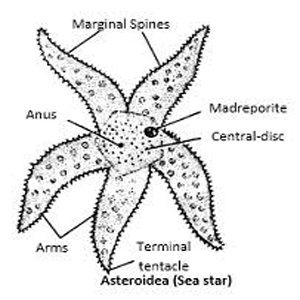 Marginal Spines
Madreporite
Anus
Central-disc
Arms
Terminal
tentacle
Asteroidea (Sea star)